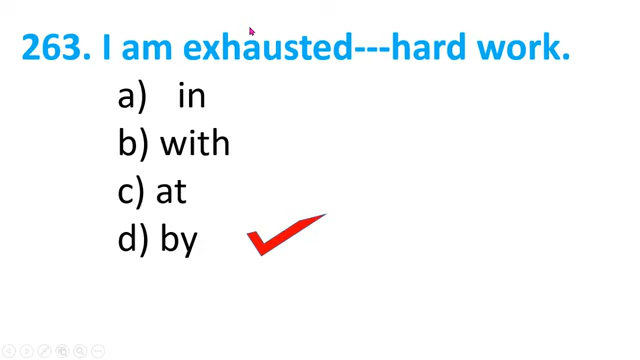 263. I am exhausted---hard work.
a) in
b) with
c) at
d) by